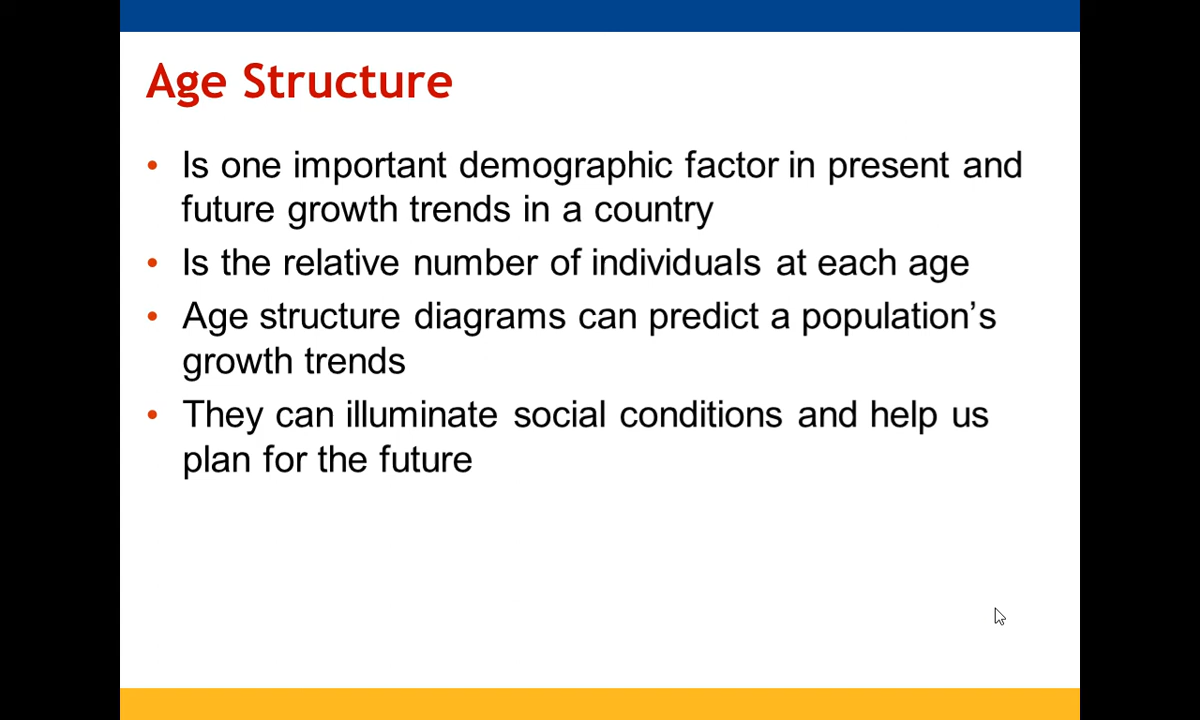 Age Structure
• Is one important demographic factor in present and
future growth trends in a country
• Is the relative number of individuals at each age
• Age structure diagrams can predict a population’s
growth trends
• They can illuminate social conditions and help us
plan for the future